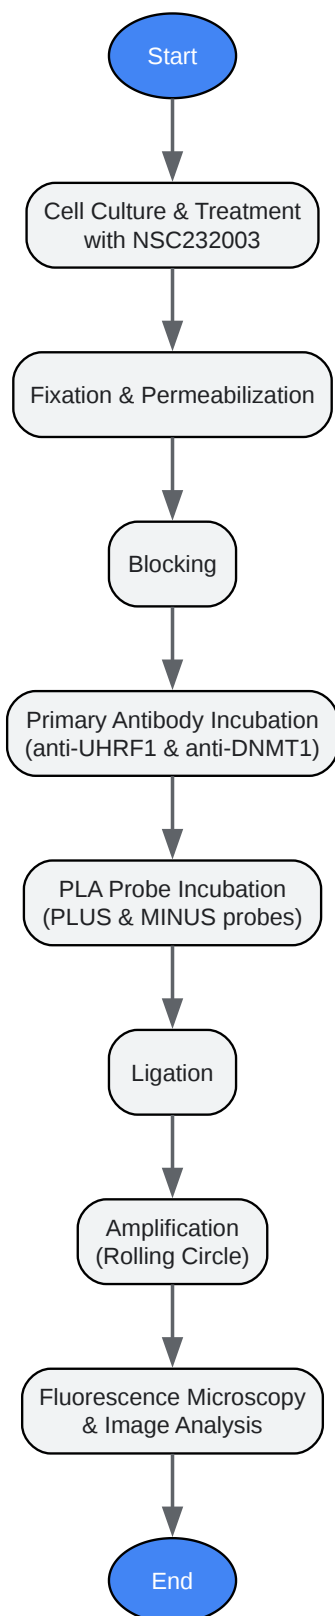 Start
Cell Culture & Treatment
with NSC232003
Fixation & Permeabilization
Blocking
Primary Antibody Incubation
(anti-UHRF1 & anti-DNMT1)
PLA Probe Incubation
(PLUS & MINUS probes)
Ligation
Amplification
(Rolling Circle)
Fluorescence Microscopy
& Image Analysis
End